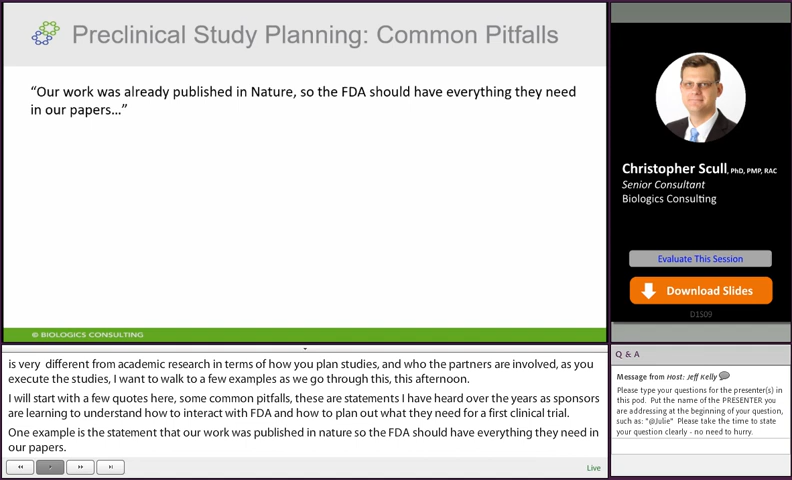 Preclinical Study Planning: Common Pitfalls
“Our work was already published in Nature, so the FDA should have everything they need
in our papers…”
© BIOLOGICS CONSULTING
Christopher Scull, PhD, PMP, RAC
Senior Consultant
Biologics Consulting
Evaluate This Session
Download Slides
D1S09
is very different from academic research in terms of how you plan studies, and who the partners are involved, as you
execute the studies, I want to walk to a few examples as we go through this, this afternoon.
I will start with a few quotes here, some common pitfalls, these are statements I have heard over the years as sponsors
are learning to understand how to interact with FDA and how to plan out what they need for a first clinical trial.
One example is the statement that our work was published in nature so the FDA should have everything they need in
our papers.
Live
Q & A
Message from Host: Jeff Kelly
Please type your questions for the presenter(s) in
this pod. Put the name of the PRESENTER you
are addressing at the beginning of your question,
such as: "@Julie" Please take the time to state
your question clearly - no need to hurry.